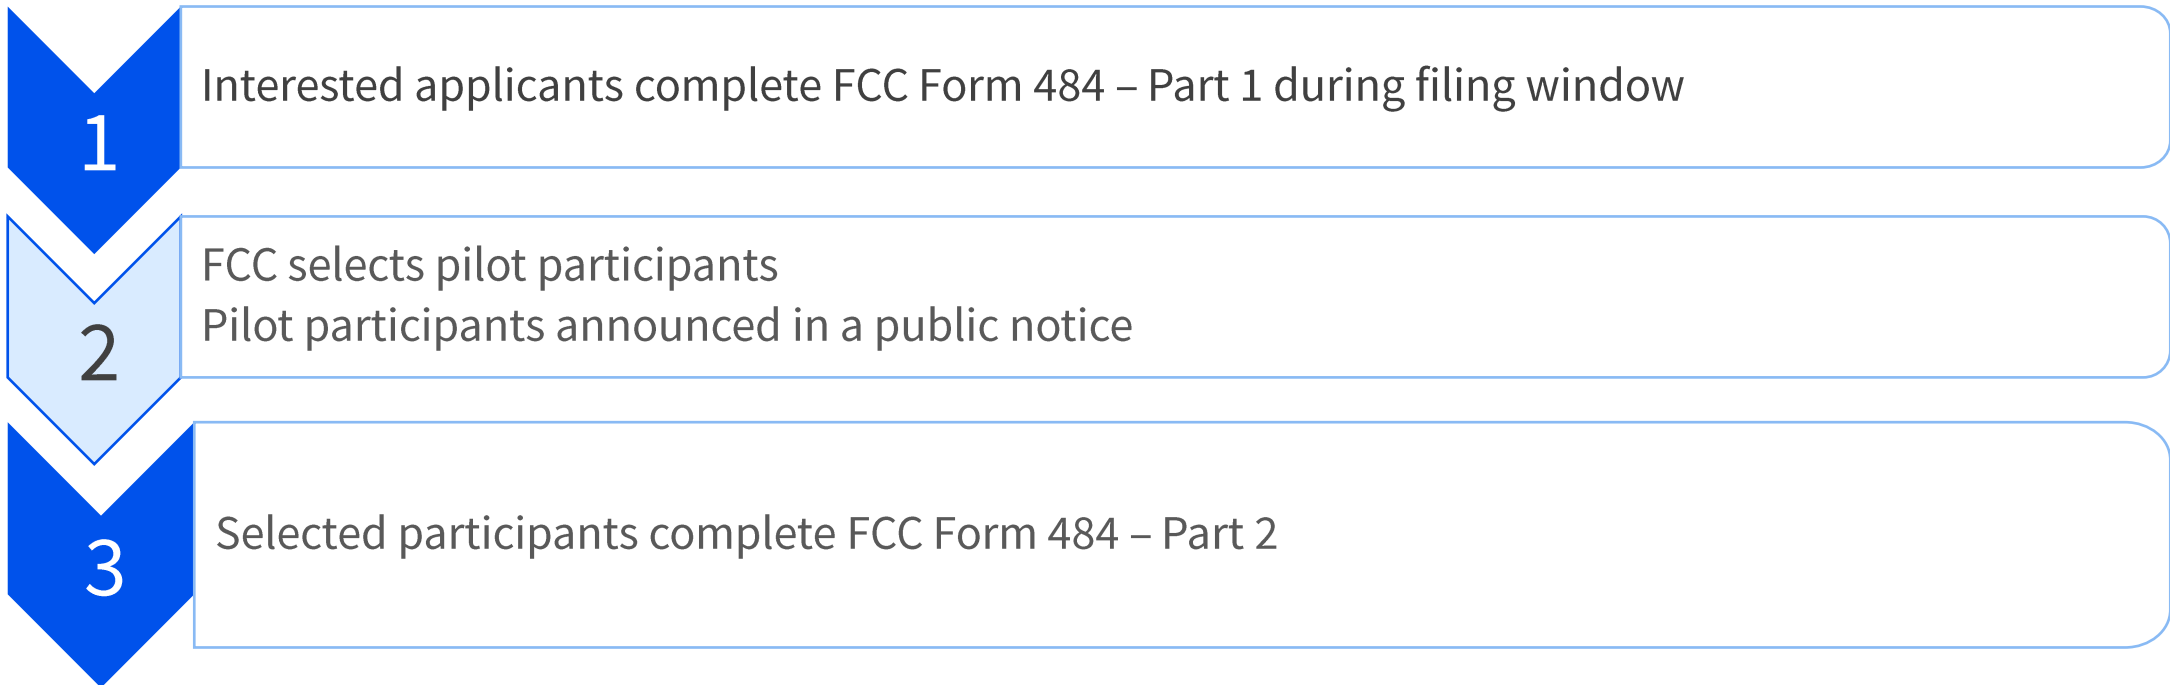 1
Interested applicants complete FCC Form 484 – Part 1 during filing window
2
FCC selects pilot participants
Pilot participants announced in a public notice
3
Selected participants complete FCC Form 484 – Part 2